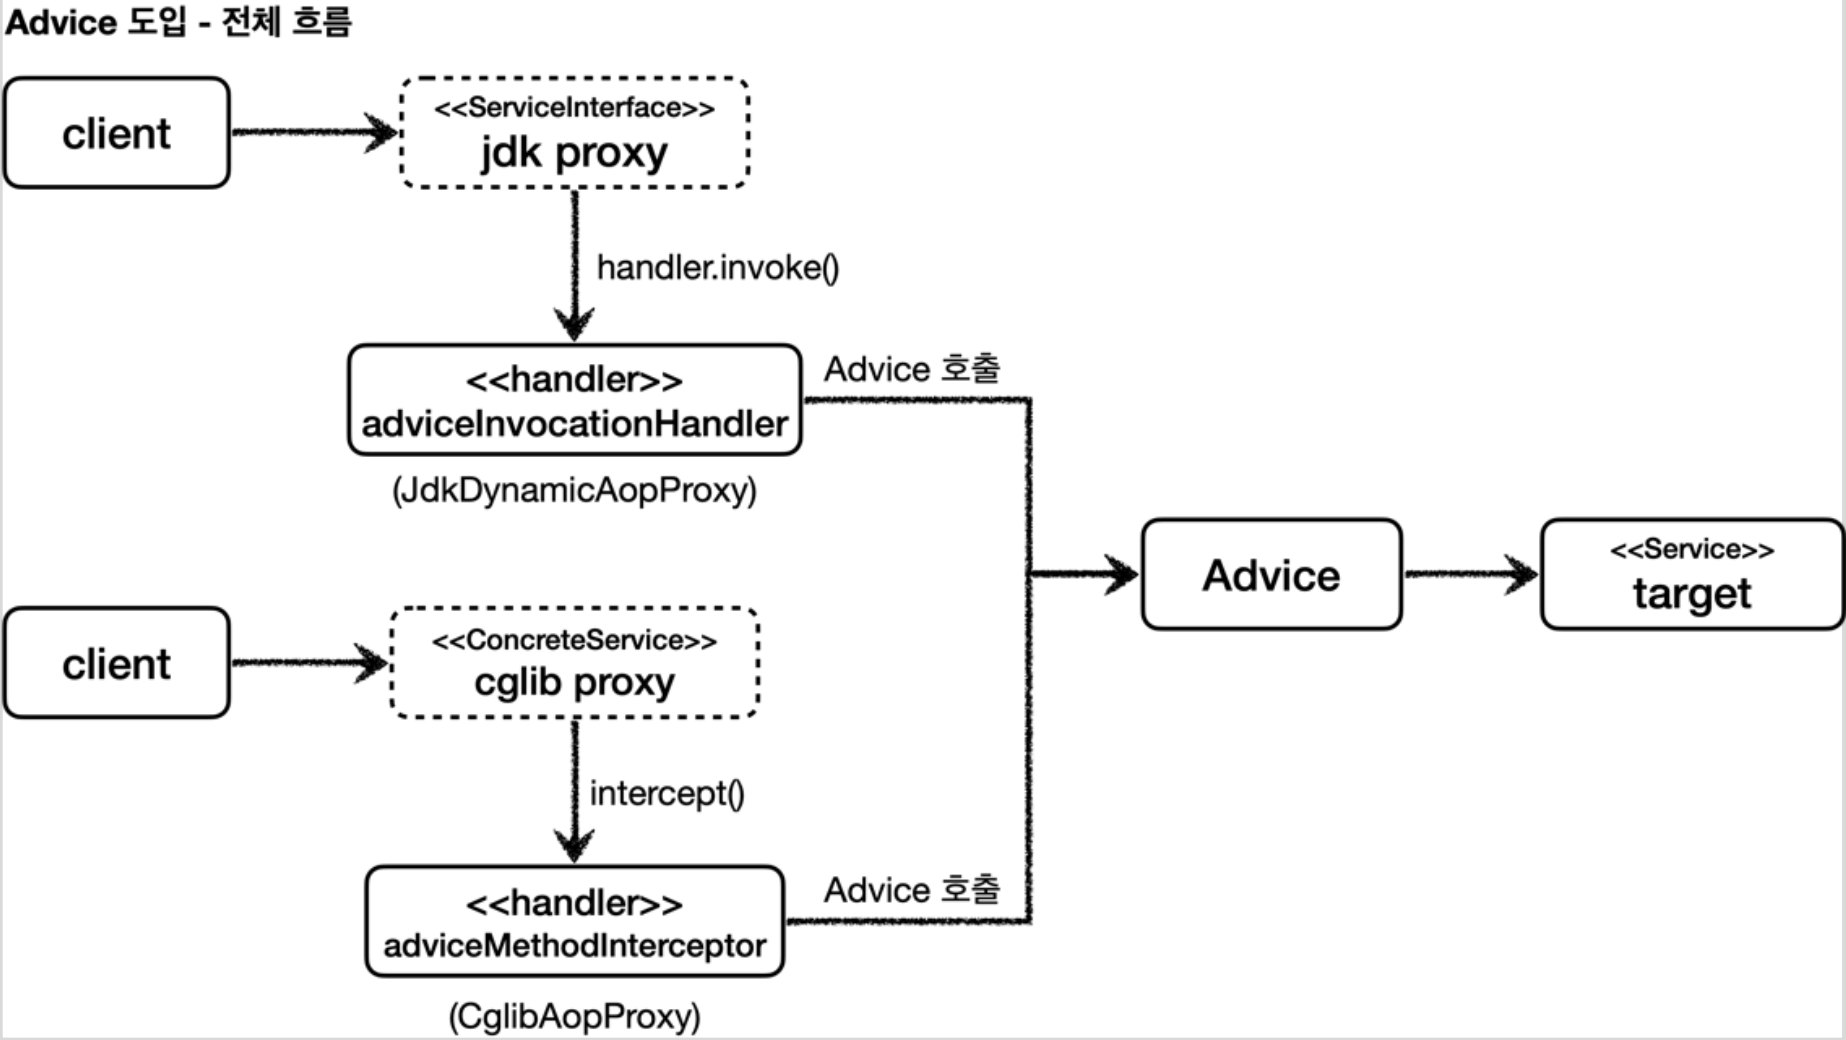 Advice 도입 - 전체 흐름
client
<<ServiceInterface>>
jdk proxy
handler.invoke()
<<handler>>
adviceInvocationHandler
(JdkDynamicAopProxy)
Advice 호출
Advice
<<Service>>
target
client
<<ConcreteService>>
cglib proxy
intercept()
<<handler>>
adviceMethodInterceptor
(CglibAopProxy)
Advice 호출